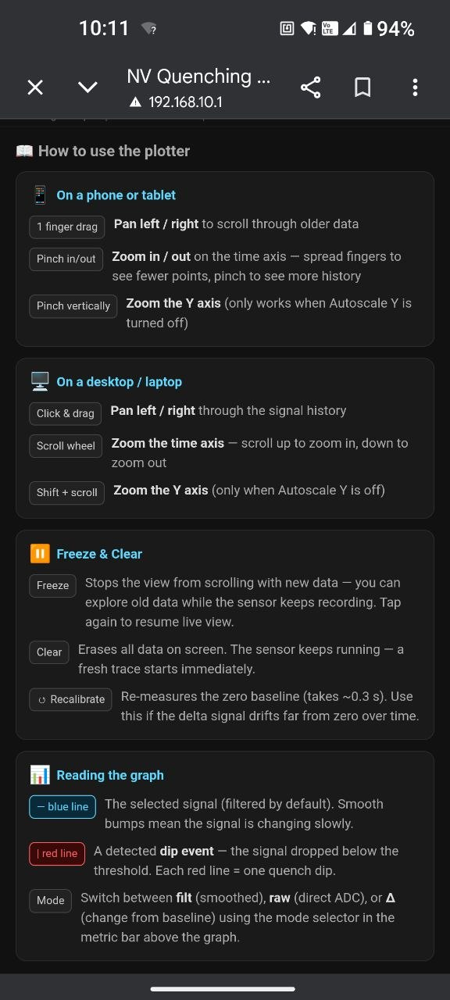 10:11
Vo
LTE
94%
NV Quenching ...
192.168.10.1
How to use the plotter
On a phone or tablet
1 finger drag Pan left / right to scroll through older data
Pinch in/out Zoom in / out on the time axis — spread fingers to
see fewer points, pinch to see more history
Pinch vertically Zoom the Y axis (only works when Autoscale Y is
turned off)
On a desktop / laptop
Click & drag Pan left / right through the signal history
Scroll wheel Zoom the time axis — scroll up to zoom in, down to
zoom out
Shift + scroll Zoom the Y axis (only when Autoscale Y is off)
Freeze & Clear
Freeze Stops the view from scrolling with new data — you can
explore old data while the sensor keeps recording. Tap
again to resume live view.
Clear Erases all data on screen. The sensor keeps running — a
fresh trace starts immediately.
↺ Recalibrate Re-measures the zero baseline (takes ~0.3 s). Use
this if the delta signal drifts far from zero over time.
Reading the graph
— blue line The selected signal (filtered by default). Smooth
bumps mean the signal is changing slowly.
| red line A detected dip event — the signal dropped below the
threshold. Each red line = one quench dip.
Mode Switch between filt (smoothed), raw (direct ADC), or Δ
(change from baseline) using the mode selector in the
metric bar above the graph.